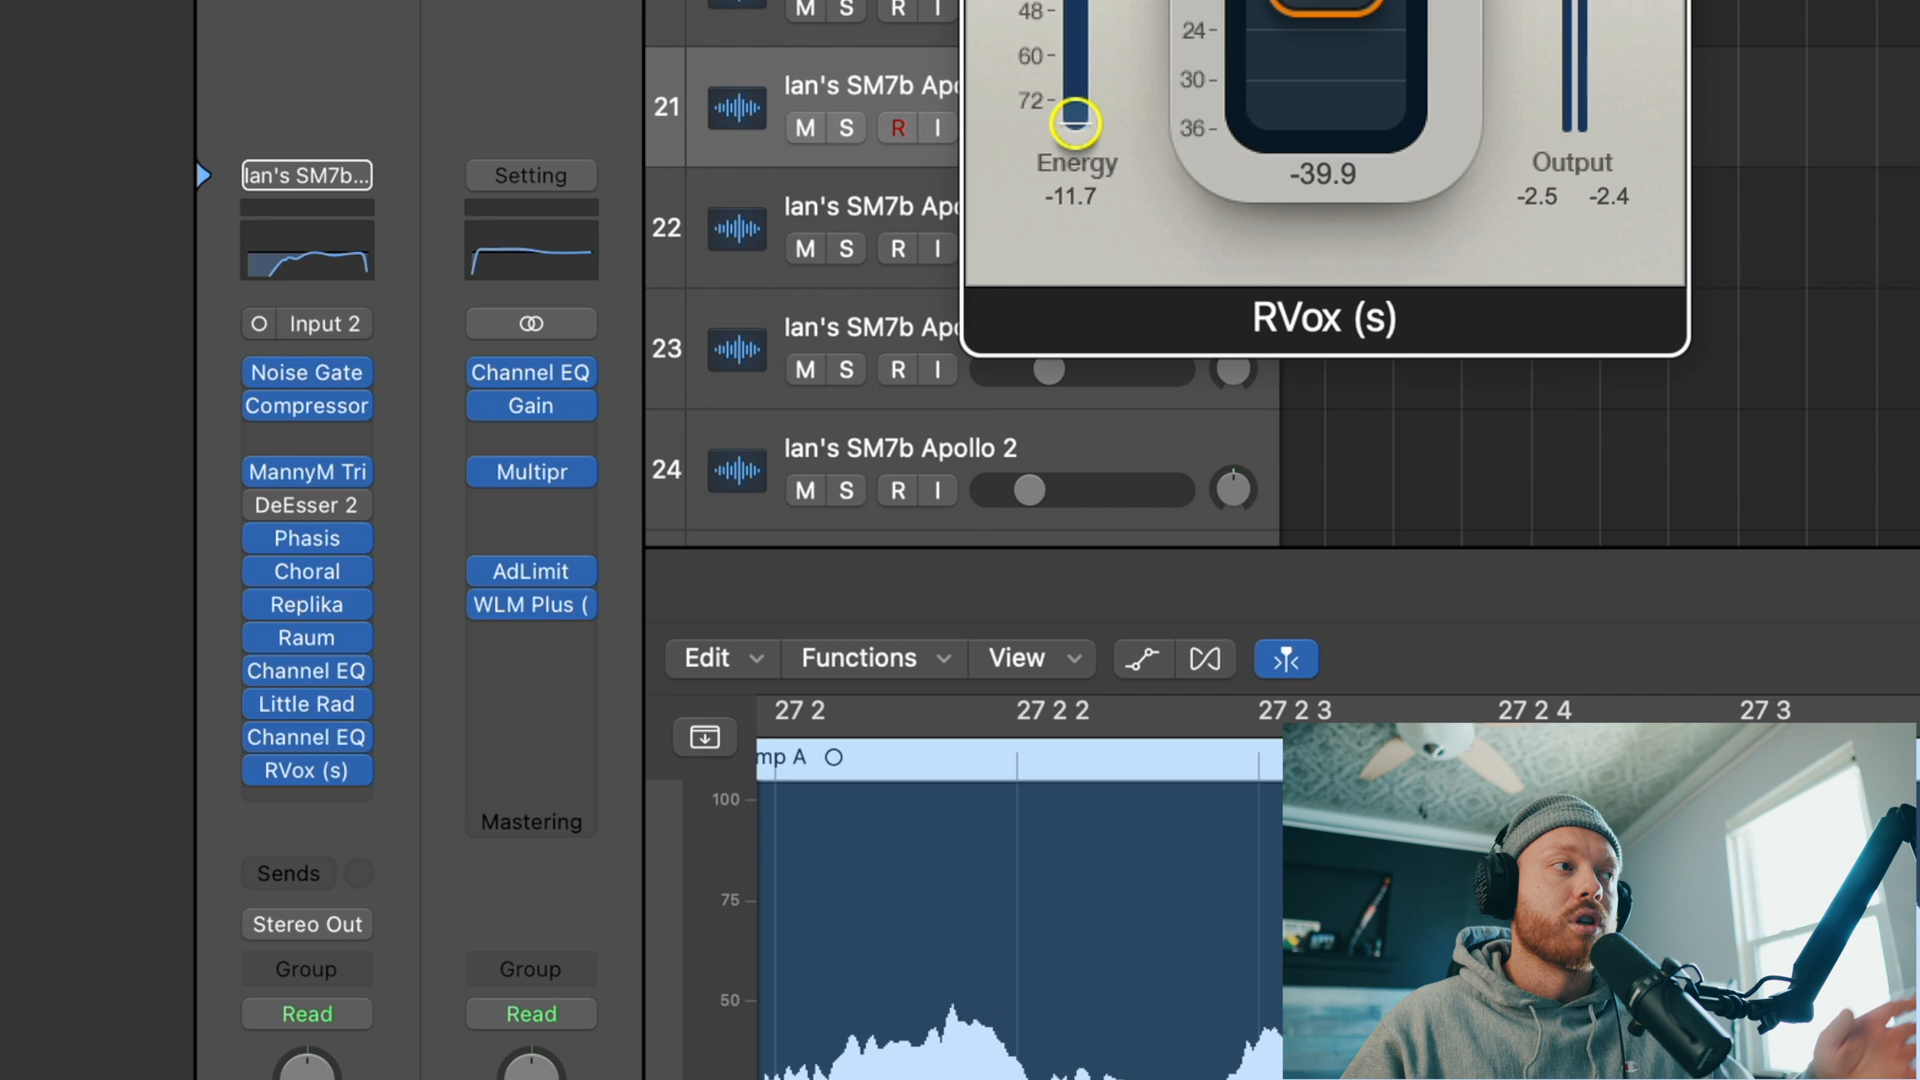 M S R I
48
60
72
24
30
36
Energy
-11.7
-39.9
Output
-2.5 -2.4
RVox (s)
21
Ian's SM7b Apo
M S R I
22
Ian's SM7b Apo
M S R I
23
Ian's SM7b Apo
M S R I
24
Ian's SM7b Apollo 2
M S R I
Ian's SM7b...
Setting
Input 2
Noise Gate
Compressor
MannyM Tri
DeEsser 2
Phasis
Choral
Replika
Raum
Channel EQ
Little Rad
Channel EQ
RVox (s)
Sends
Stereo Out
Group
Read
Channel EQ
Gain
Multipr
AdLimit
WLM Plus (
Mastering
Group
Read
Edit Functions View
27 2 27 2 2 27 2 3 27 2 4 27 3
mp A
100
75
50